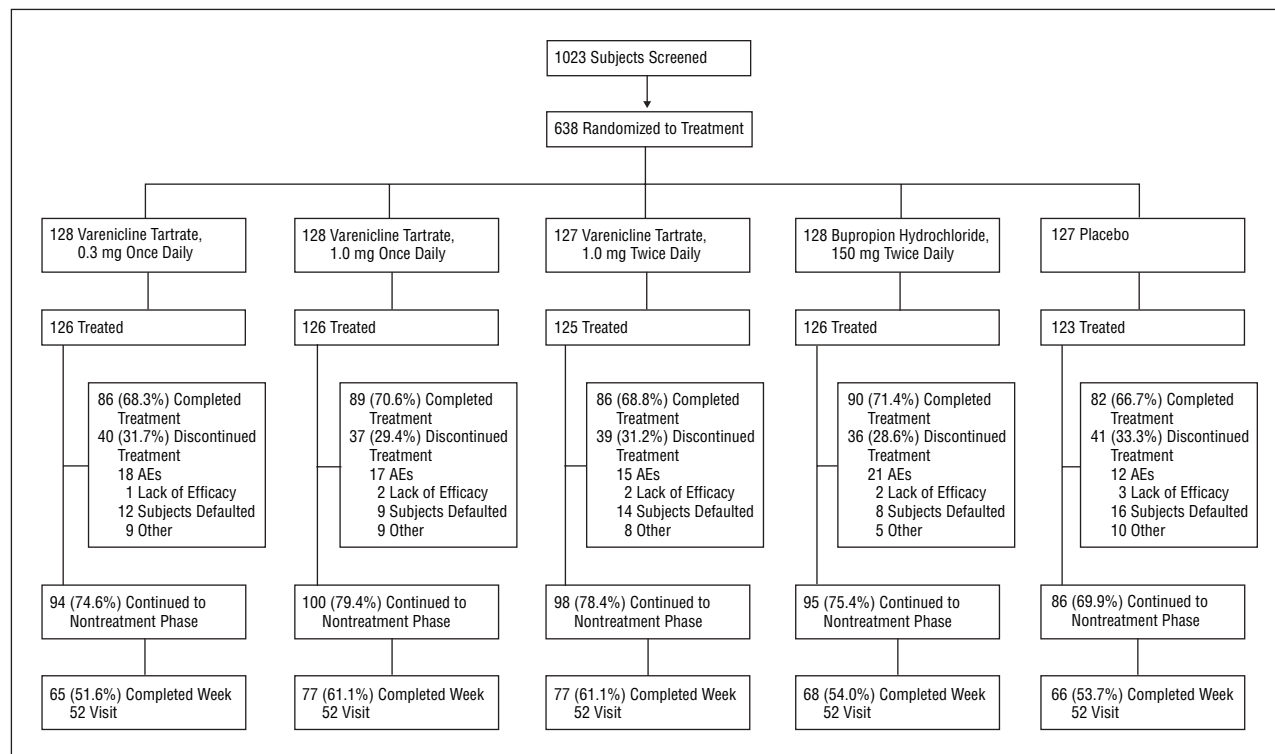 1023 Subjects Screened
638 Randomized to Treatment
128 Varenicline Tartrate,
0.3 mg Once Daily
128 Varenicline Tartrate,
1.0 mg Once Daily
127 Varenicline Tartrate,
1.0 mg Twice Daily
128 Bupropion Hydrochloride,
150 mg Twice Daily
127 Placebo
126 Treated
126 Treated
125 Treated
126 Treated
123 Treated
86 (68.3%) Completed
Treatment
40 (31.7%) Discontinued
Treatment
18 AEs
1 Lack of Efficacy
12 Subjects Defaulted
9 Other
89 (70.6%) Completed
Treatment
37 (29.4%) Discontinued
Treatment
17 AEs
2 Lack of Efficacy
9 Subjects Defaulted
9 Other
86 (68.8%) Completed
Treatment
39 (31.2%) Discontinued
Treatment
15 AEs
2 Lack of Efficacy
14 Subjects Defaulted
8 Other
90 (71.4%) Completed
Treatment
36 (28.6%) Discontinued
Treatment
21 AEs
2 Lack of Efficacy
8 Subjects Defaulted
5 Other
82 (66.7%) Completed
Treatment
41 (33.3%) Discontinued
Treatment
12 AEs
3 Lack of Efficacy
16 Subjects Defaulted
10 Other
94 (74.6%) Continued to
Nontreatment Phase
100 (79.4%) Continued to
Nontreatment Phase
98 (78.4%) Continued to
Nontreatment Phase
95 (75.4%) Continued to
Nontreatment Phase
86 (69.9%) Continued to
Nontreatment Phase
65 (51.6%) Completed Week
52 Visit
77 (61.1%) Completed Week
52 Visit
77 (61.1%) Completed Week
52 Visit
68 (54.0%) Completed Week
52 Visit
66 (53.7%) Completed Week
52 Visit